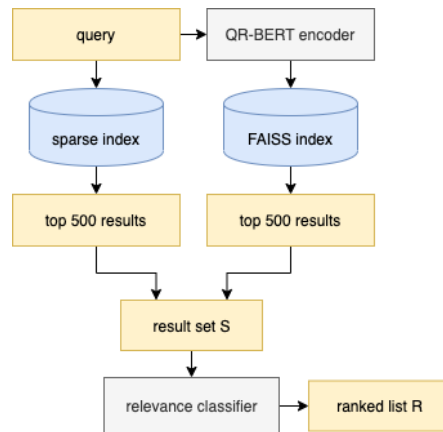 query
QR-BERT encoder
sparse index
FAISS index
top 500 results
top 500 results
result set S
relevance classifier
ranked list R